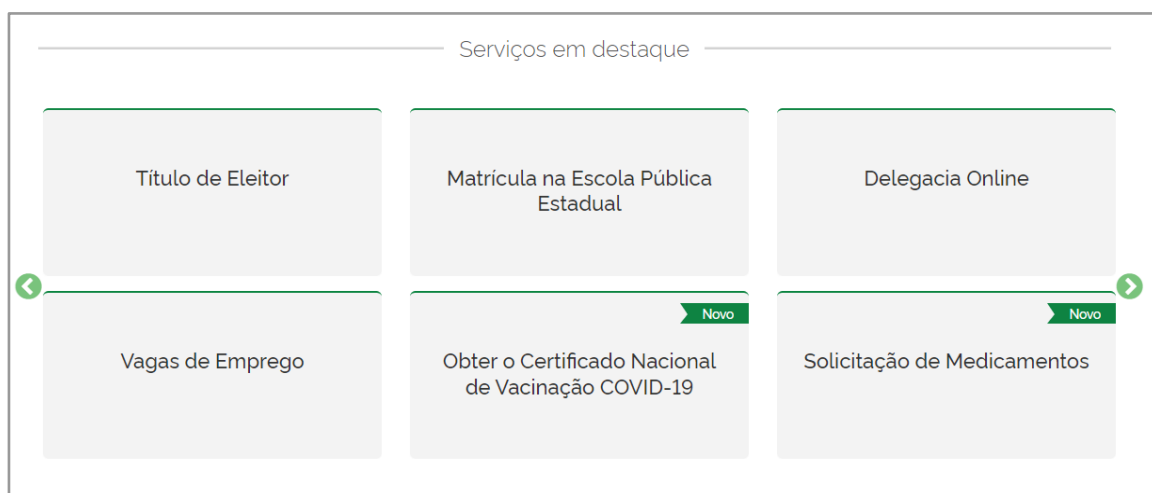 Serviços em destaque
Título de Eleitor
Matrícula na Escola Pública
Estadual
Delegacia Online
Vagas de Emprego
Novo
Obter o Certificado Nacional
de Vacinação COVID-19
Novo
Solicitação de Medicamentos